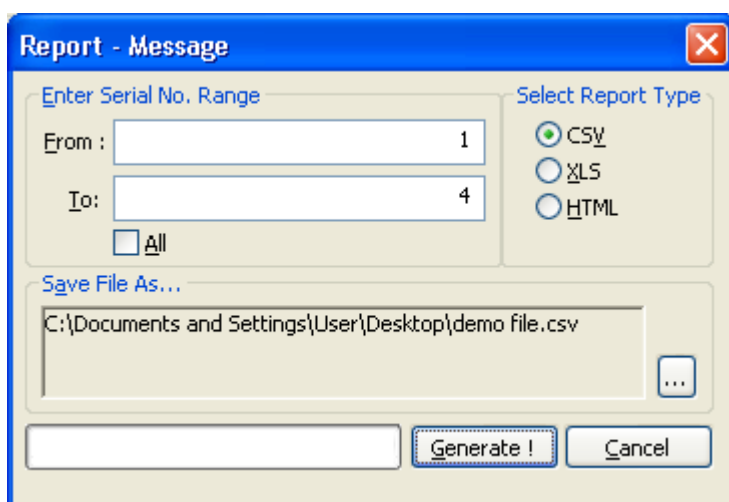 Report - Message
Enter Serial No. Range
From :
1
To:
4
All
Select Report Type
CSV
XLS
HTML
Save File As...
C:\Documents and Settings\User\Desktop\demo file.csv
...
Generate !
Cancel